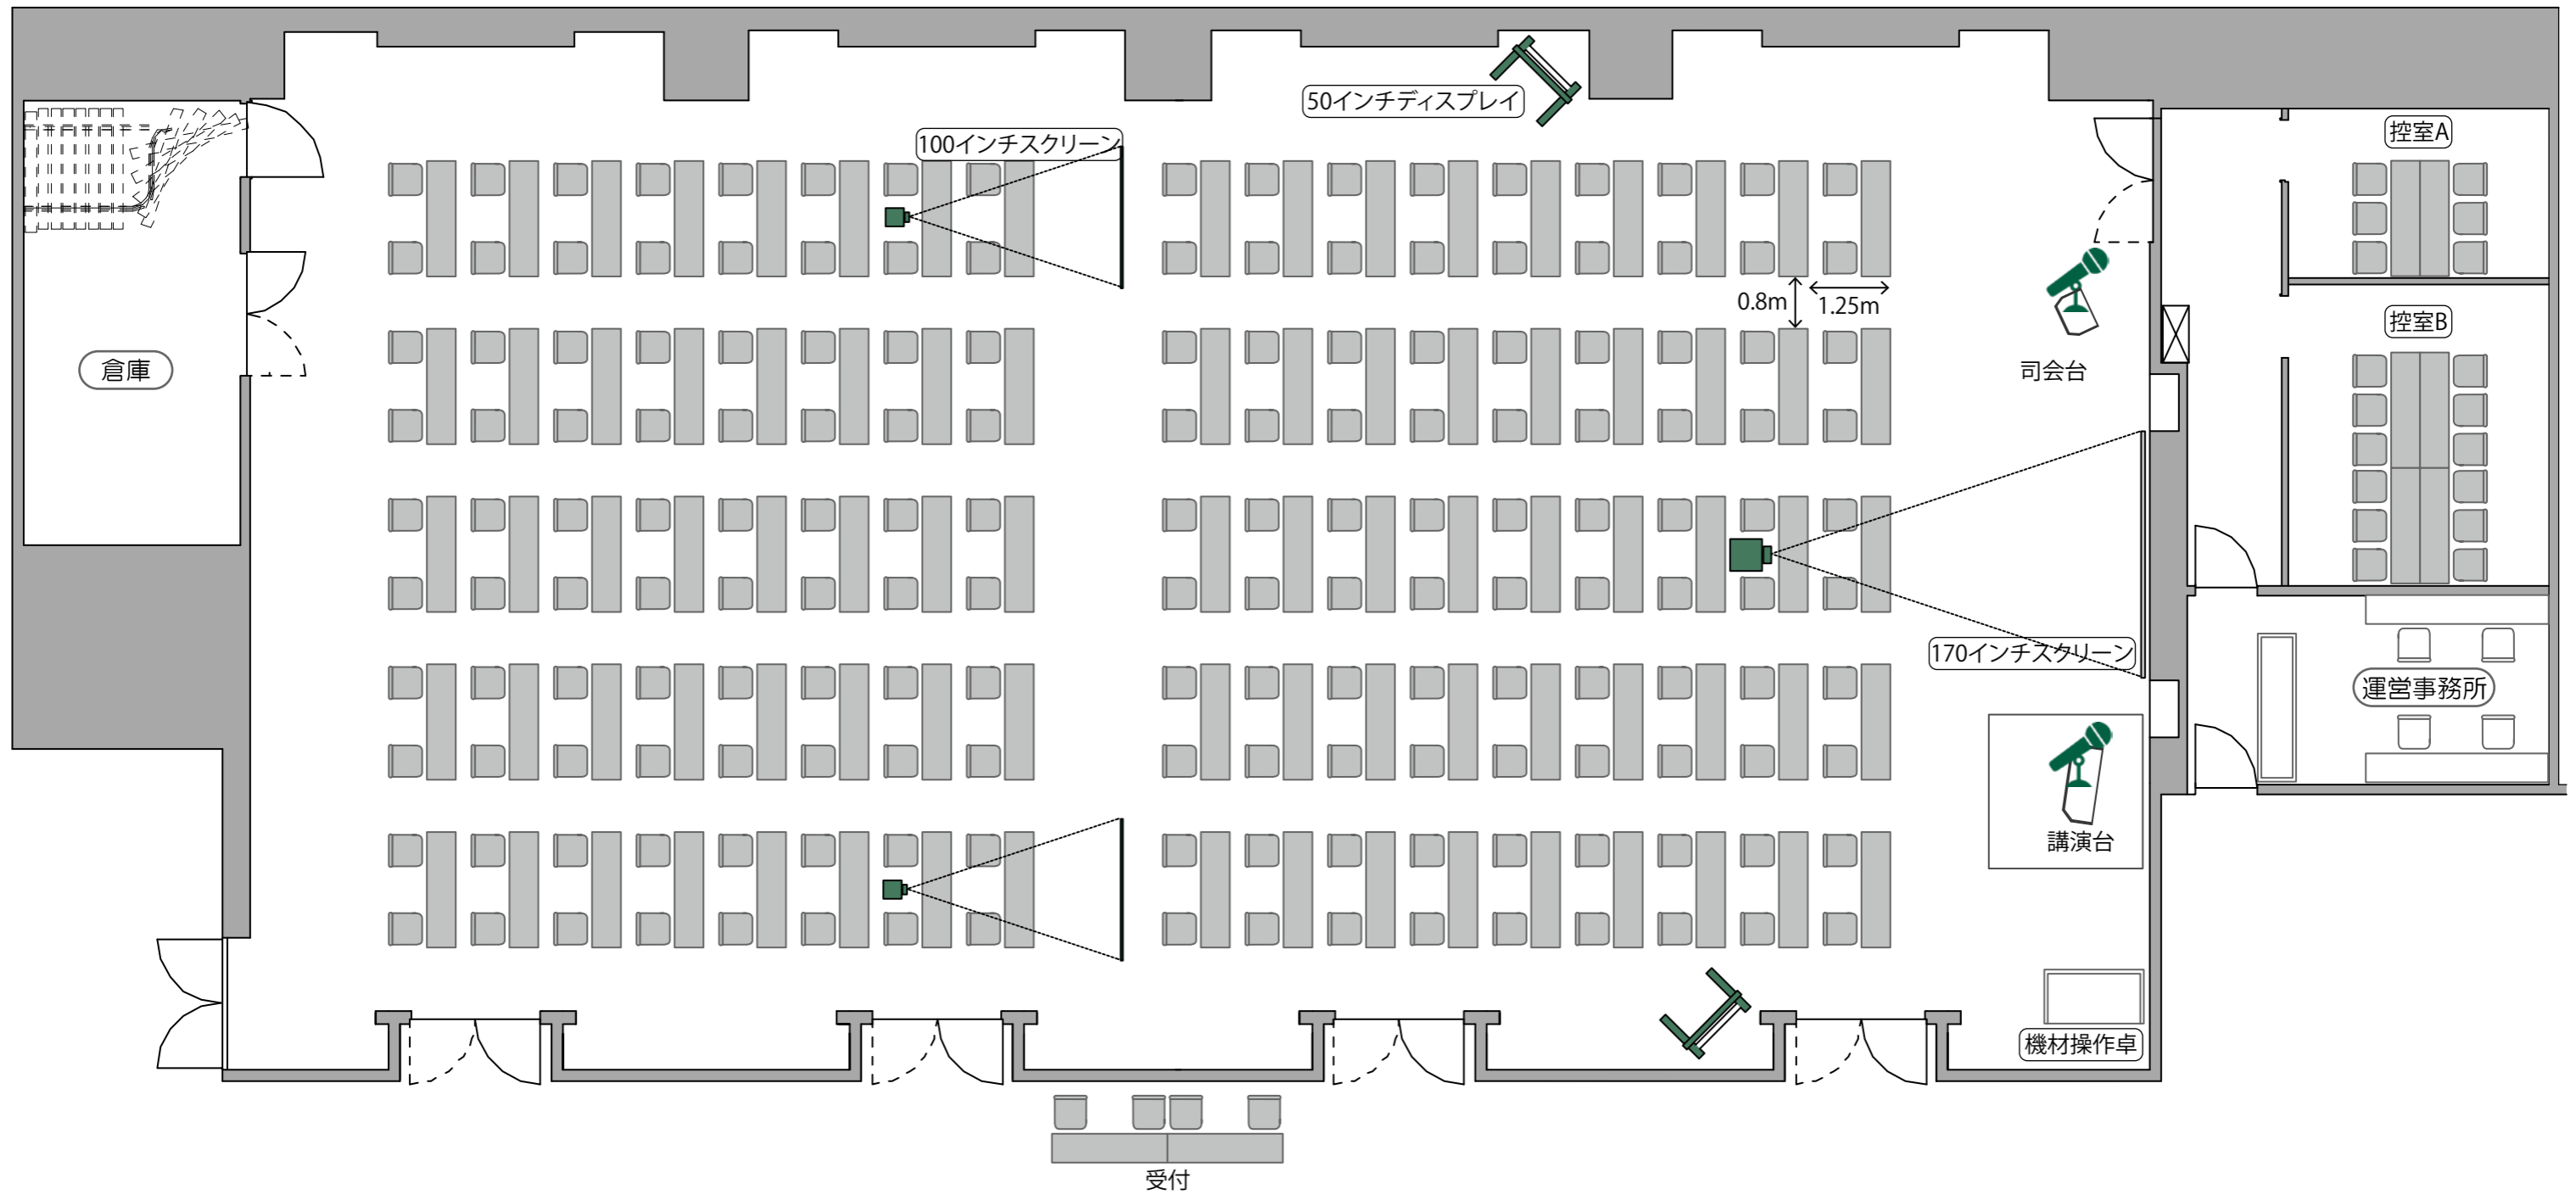 50インチディスプレイ
100インチスクリーン
控室A
0.8m
1.25m
控室B
倉庫
司会台
170インチスクリーン
運営事務所
講演台
機材操作卓
受付